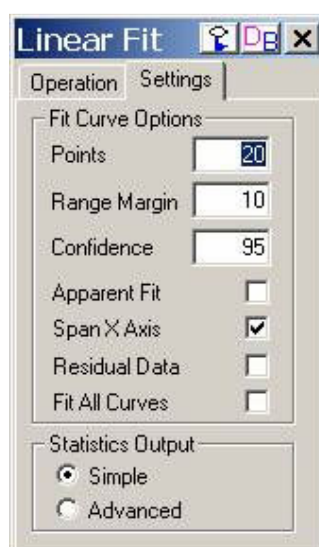 Linear Fit DB
Operation Settings
Fit Curve Options
Points 20
Range Margin 10
Confidence 95
Apparent Fit
Span X Axis
Residual Data
Fit All Curves
Statistics Output
Simple
Advanced